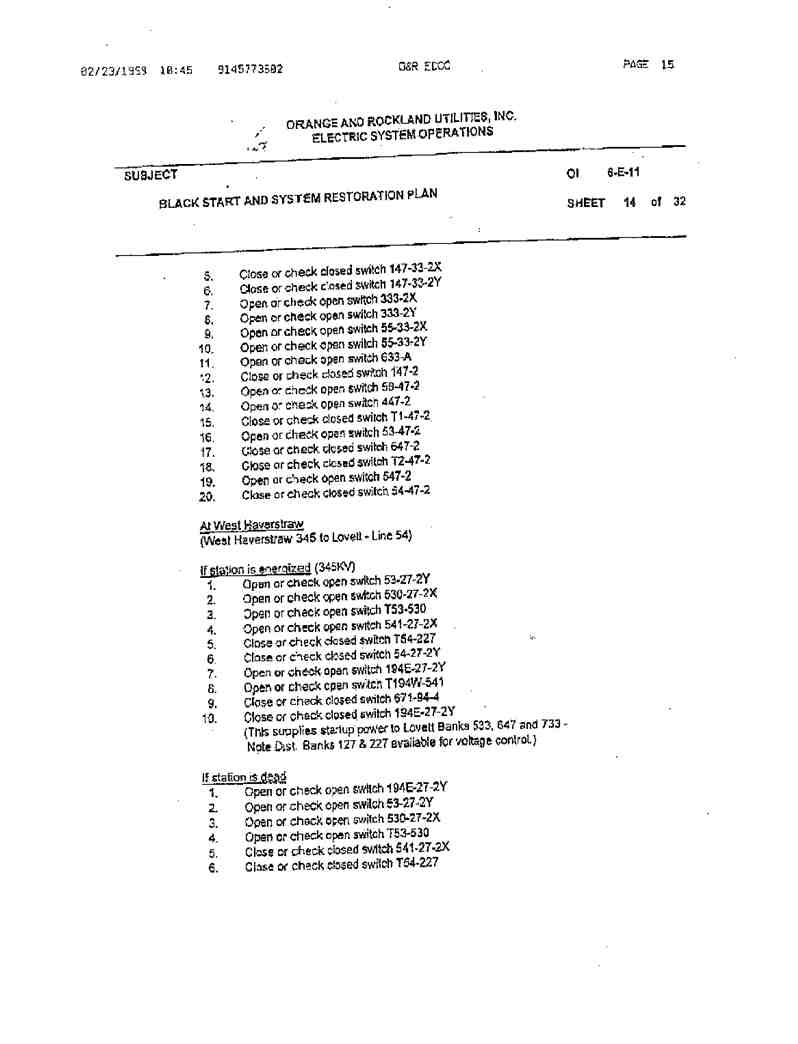 02/23/1999 10:45 9145773502 O&R EDCC PAGE 15
ORANGE AND ROCKLAND UTILITIES, INC.
ELECTRIC SYSTEM OPERATIONS
SUBJECT OI 6-E-11
BLACK START AND SYSTEM RESTORATION PLAN SHEET 14 of 32
5. Close or check closed switch 147-33-2X
6. Close or check closed switch 147-33-2Y
7. Open or check open switch 333-2X
8. Open or check open switch 333-2Y
9. Open or check open switch 55-33-2X
10. Open or check open switch 55-33-2Y
11. Open or check open switch 633-A
12. Close or check closed switch 147-2
13. Open or check open switch 59-47-2
14. Open or check open switch 447-2
15. Close or check closed switch T1-47-2
16. Open or check open switch 53-47-2
17. Close or check closed switch 647-2
18. Close or check closed switch T2-47-2
19. Open or check open switch 547-2
20. Close or check closed switch 54-47-2
At West Haverstraw
(West Haverstraw 345 to Lovett - Line 54)
If station is energized (345KV)
1. Open or check open switch 53-27-2Y
2. Open or check open switch 530-27-2X
3. Open or check open switch T53-530
4. Open or check open switch 541-27-2X
5. Close or check closed switch T54-227
6. Close or check closed switch 54-27-2Y
7. Open or check open switch 194E-27-2Y
8. Open or check open switch T194W-541
9. Close or check closed switch 671-94-4
10. Close or check closed switch 194E-27-2Y
(This supplies startup power to Lovett Banks 533, 647 and 733 -
Note Dist. Banks 127 & 227 available for voltage control.)
If station is dead
1. Open or check open switch 194E-27-2Y
2. Open or check open switch 53-27-2Y
3. Open or check open switch 530-27-2X
4. Open or check open switch T53-530
5. Close or check closed switch 541-27-2X
6. Close or check closed switch T54-227